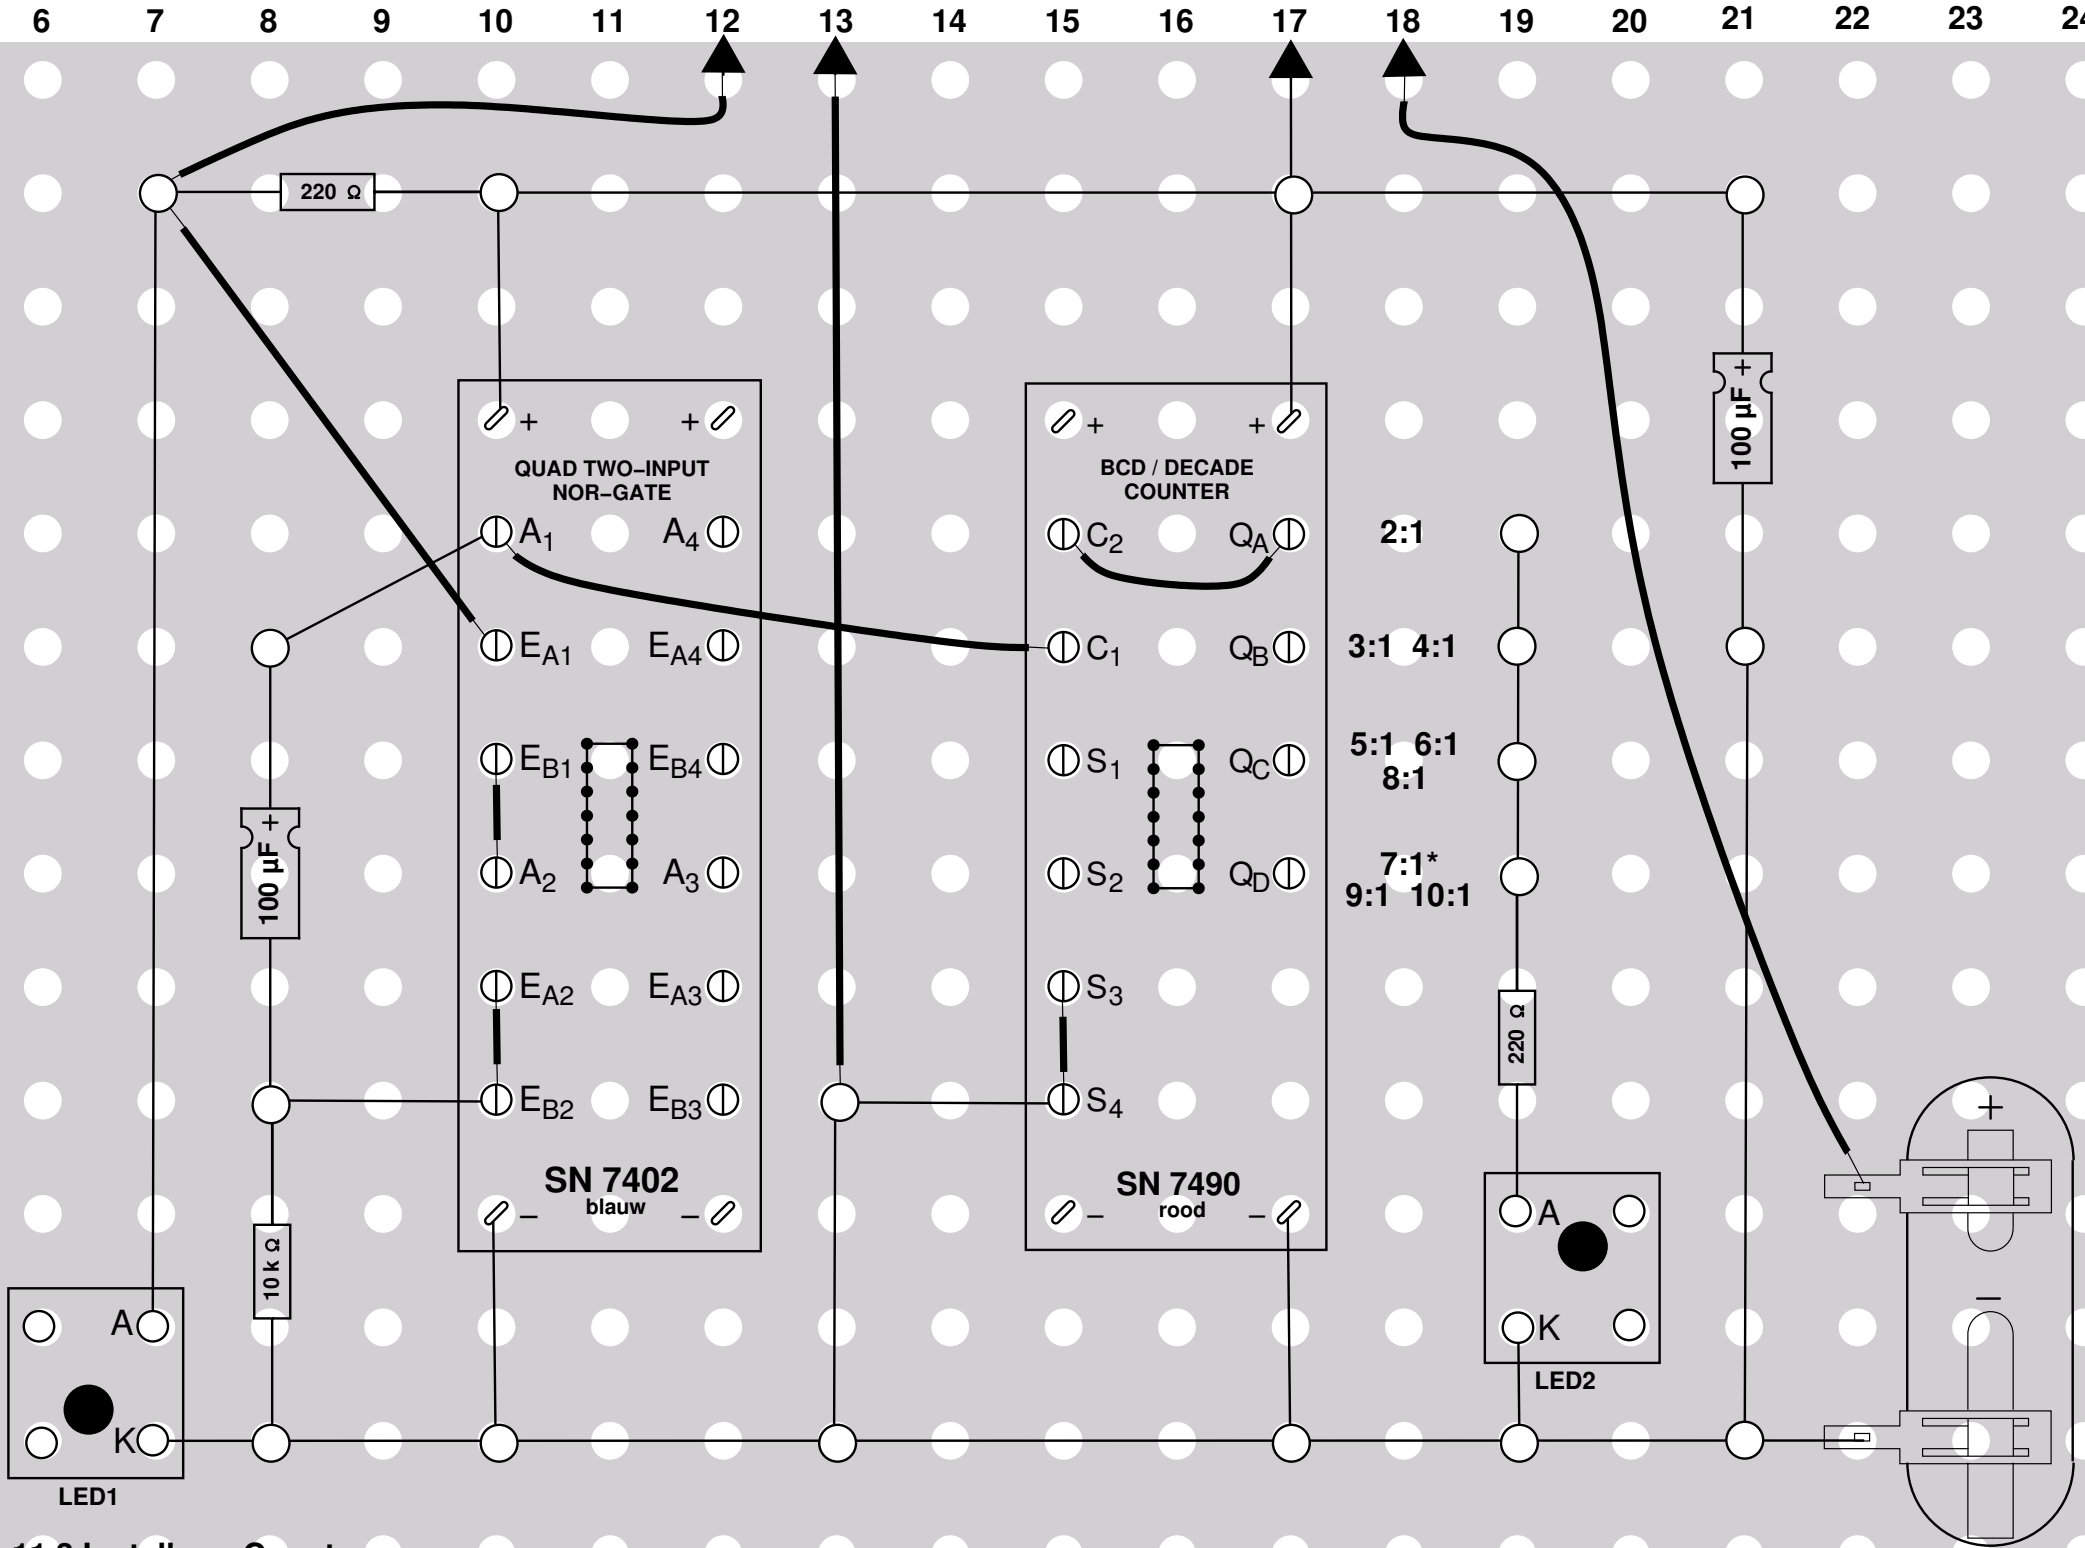 6 7 8 9 10 11 12 13 14 15 16 17 18 19 20 21 22 23
220 Ω
+ + + +
100 µF +
QUAD TWO–INPUT
NOR–GATE
BCD / DECADE
COUNTER
A1 A4 C2 QA 2:1
EA1 EA4 C1 QB 3:1 4:1
EB1 EB4 S1 QC 5:1 6:1
8:1
100 µF +
A2 A3 S2 QD 7:1*
9:1 10:1
EA2 EA3 S3
220 Ω
EB2 EB3 S4
+
SN 7402
blauw
SN 7490
rood
– – – –
A
10 k Ω
–
A
K
LED2
K
LED1